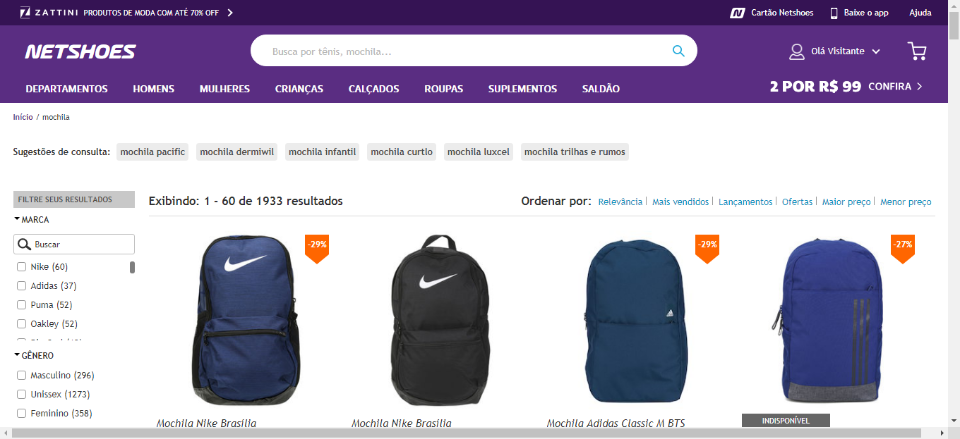 ZATTINI PRODUTOS DE MODA COM ATÉ 70% OFF
Cartão Netshoes Baixe o app Ajuda
NETSHOES
Busca por tênis, mochila...
Olá Visitante
DEPARTAMENTOS HOMENS MULHERES CRIANÇAS CALÇADOS ROUPAS SUPLEMENTOS SALDÃO
2 POR R$ 99 CONFIRA
Início / mochila
Sugestões de consulta: mochila pacific mochila dermiwil mochila infantil mochila curtlo mochila luxcel mochila trilhas e rumos
FILTRE SEUS RESULTADOS
Exibindo: 1 - 60 de 1933 resultados
Ordenar por: Relevância | Mais vendidos | Lançamentos | Ofertas | Maior preço | Menor preço
MARCA
Buscar
Nike (60)
Adidas (37)
Puma (52)
Oakley (52)
GÊNERO
Masculino (296)
Unissex (1273)
Feminino (358)
-29%
-29%
-27%
INDISPONÍVEL
Mochila Nike Brasília
Mochila Nike Brasília
Mochila Adidas Classic M BTS